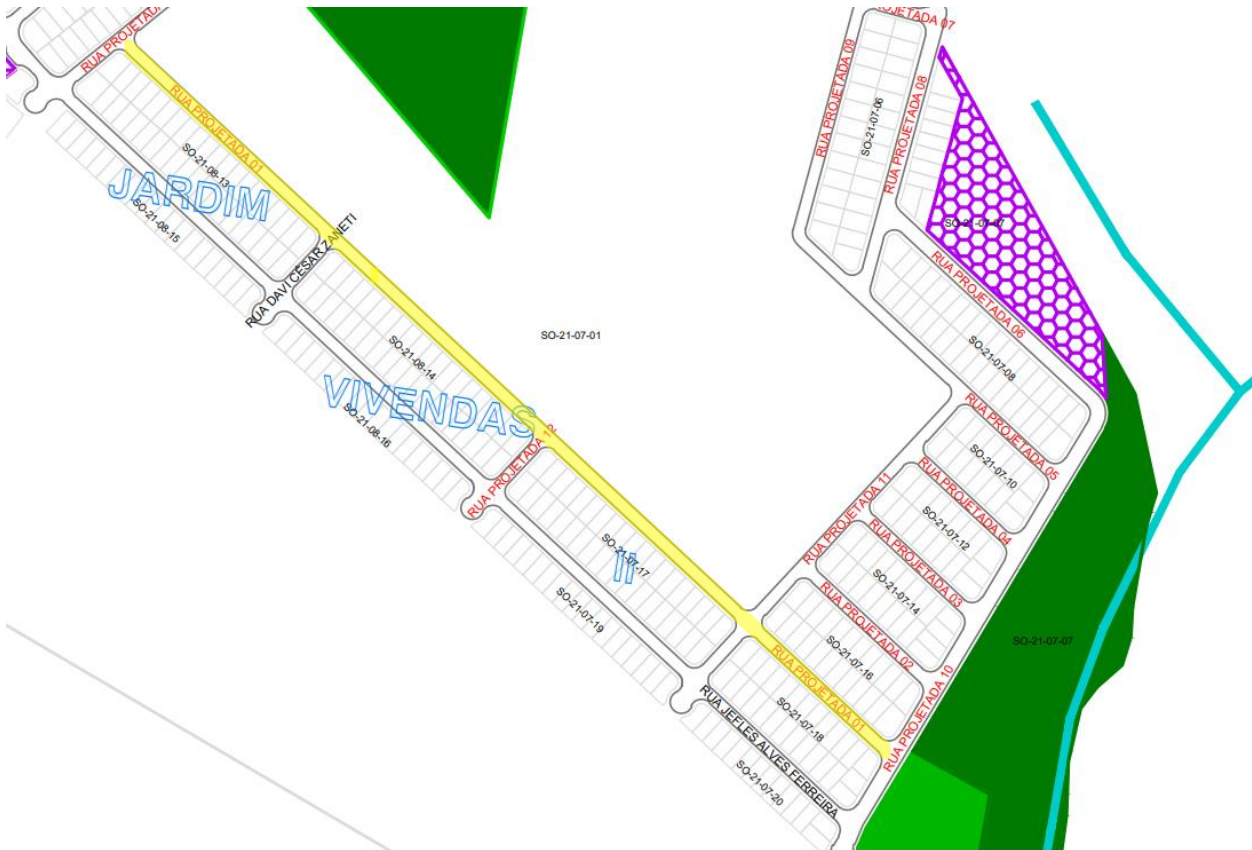 RUA PROJETADA
RUA PROJETADA 01
SO-21-08-13
JARDIM
SO-21-08-15
RUA DAVI CESAR ZANETI
SO-21-08-14
VIVENDAS
SO-21-08-16
RUA PROJETADA 12
SO-21-07-17
II
SO-21-07-19
SO-21-07-01
PROJETADA 07
RUA PROJETADA 09
SO-21-07-06
RUA PROJETADA 08
SO-21-07-07
RUA PROJETADA 06
SO-21-07-08
RUA PROJETADA 05
SO-21-07-10
RUA PROJETADA 04
RUA PROJETADA 11
SO-21-07-12
RUA PROJETADA 03
SO-21-07-14
RUA PROJETADA 02
SO-21-07-16
SO-21-07-07
RUA PROJETADA 10
RUA PROJETADA 01
SO-21-07-18
RUA JEFLES ALVES FERREIRA
SO-21-07-20